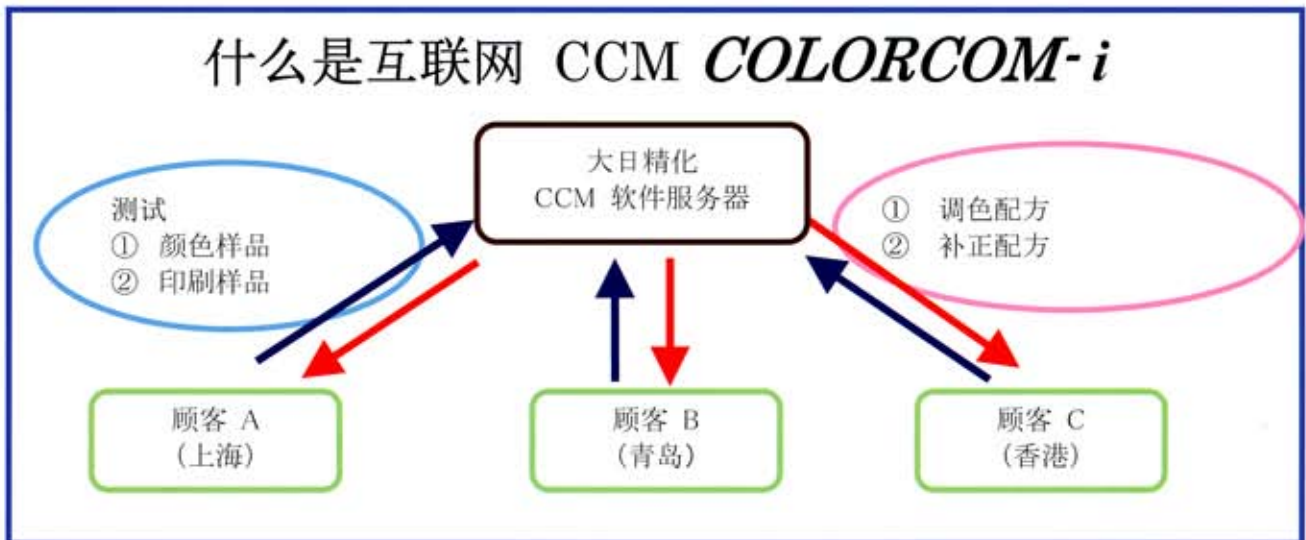 什么是互联网 CCM COLORCOM-i
大日精化
CCM 软件服务器
测试
① 颜色样品
② 印刷样品
① 调色配方
② 补正配方
顾客 A
(上海)
顾客 B
(青岛)
顾客 C
(香港)